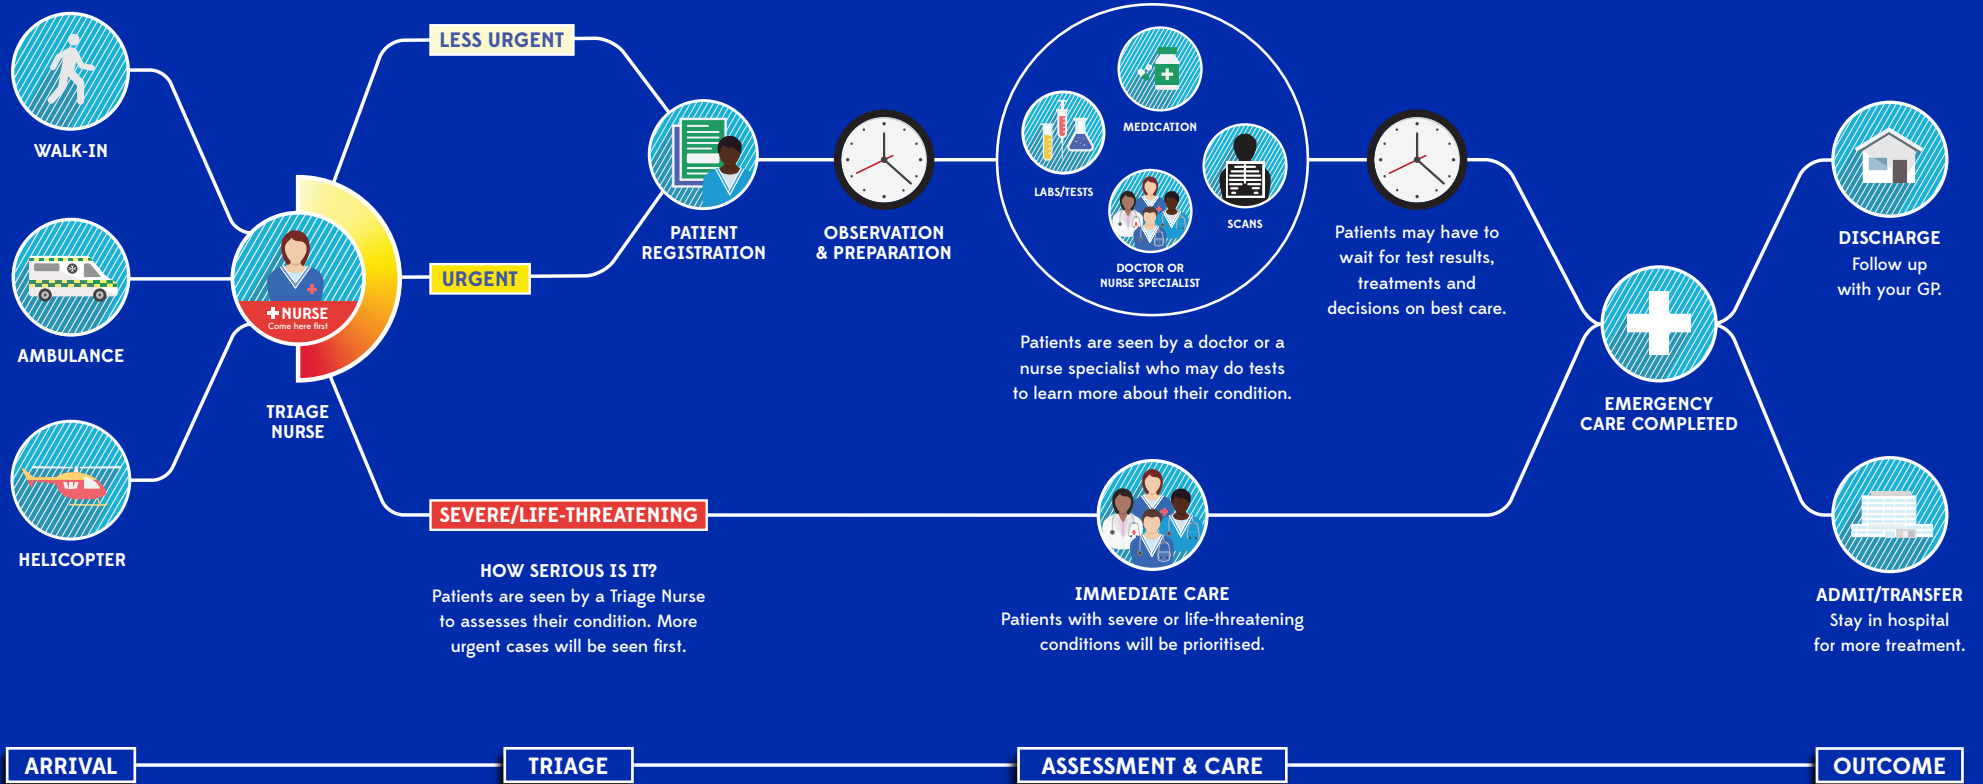 WALK-IN
AMBULANCE
HELICOPTER
NURSE
Come here first
TRIAGE
NURSE
LESS URGENT
URGENT
SEVERE/LIFE-THREATENING
HOW SERIOUS IS IT?
Patients are seen by a Triage Nurse
to assesses their condition. More
urgent cases will be seen first.
PATIENT
REGISTRATION
OBSERVATION
& PREPARATION
MEDICATION
LABS/TESTS
SCANS
DOCTOR OR
NURSE SPECIALIST
Patients are seen by a doctor or a
nurse specialist who may do tests
to learn more about their condition.
Patients may have to
wait for test results,
treatments and
decisions on best care.
IMMEDIATE CARE
Patients with severe or life-threatening
conditions will be prioritised.
EMERGENCY
CARE COMPLETED
DISCHARGE
Follow up
with your GP.
ADMIT/TRANSFER
Stay in hospital
for more treatment.
ARRIVAL
TRIAGE
ASSESSMENT & CARE
OUTCOME